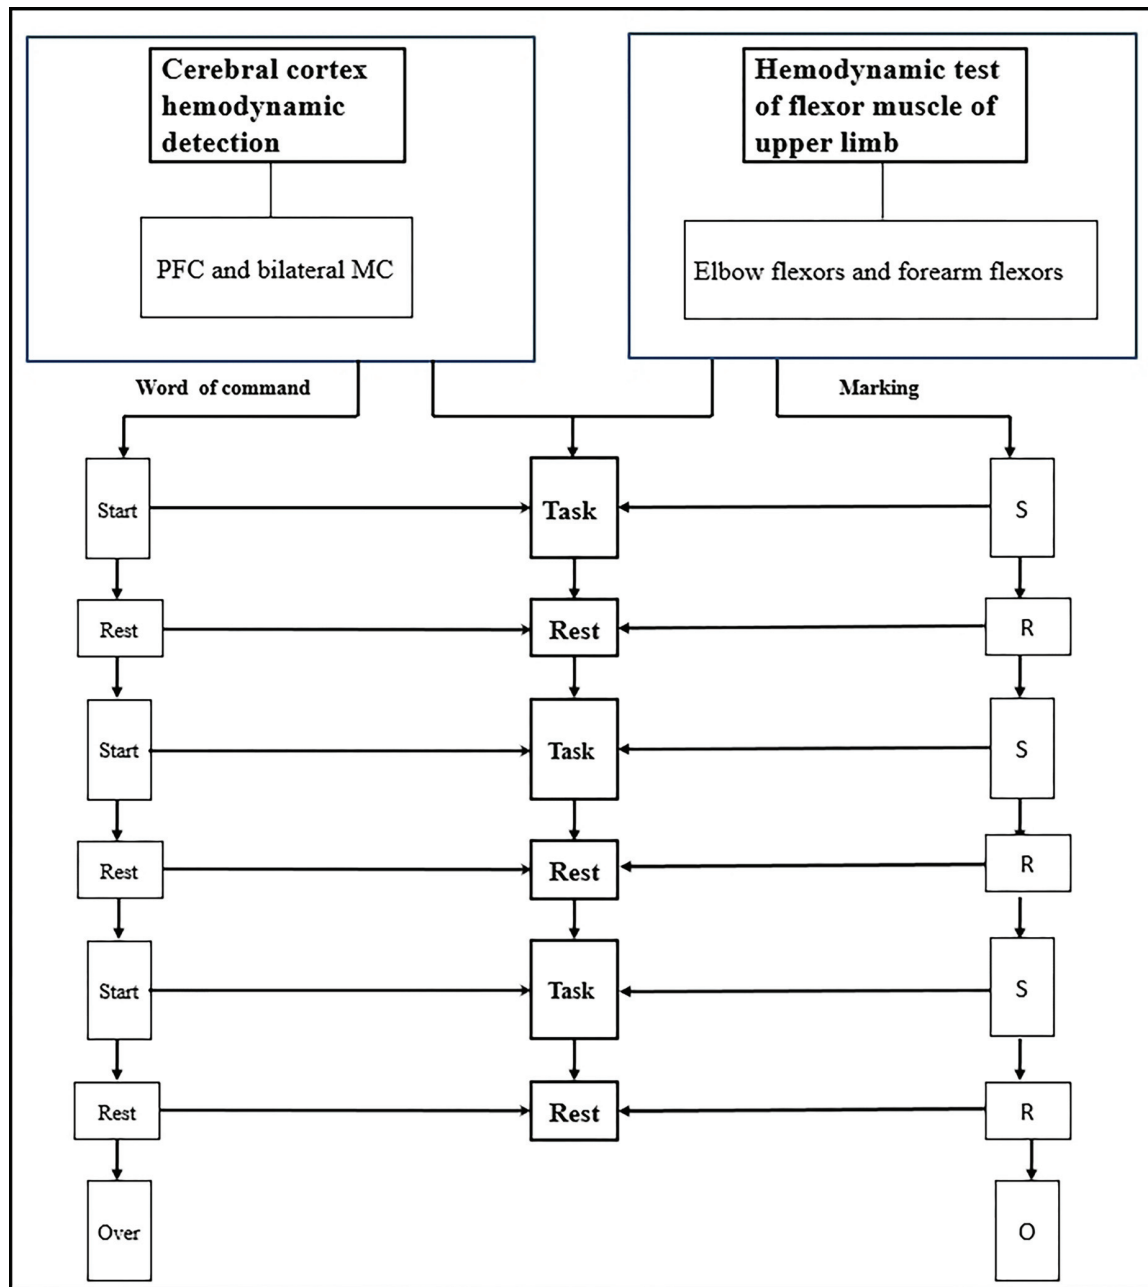 Cerebral cortex
hemodynamic
detection
Hemodynamic test
of flexor muscle of
upper limb
PFC and bilateral MC
Elbow flexors and forearm flexors
Word of command
Marking
Start
Task
S
Rest
Rest
R
Start
Task
S
Rest
Rest
R
Start
Task
S
Rest
Rest
R
Over
O